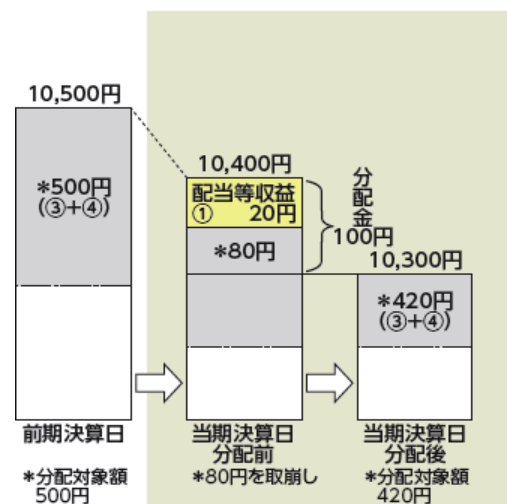 10,500円
*500円
(③+④)
前期決算日
*分配対象額
500円
10,400円
配当等収益
① 20円
*80円
分配金
100円
当期決算日
分配前
*80円を取崩し
10,300円
*420円
(③+④)
当期決算日
分配後
*分配対象額
420円